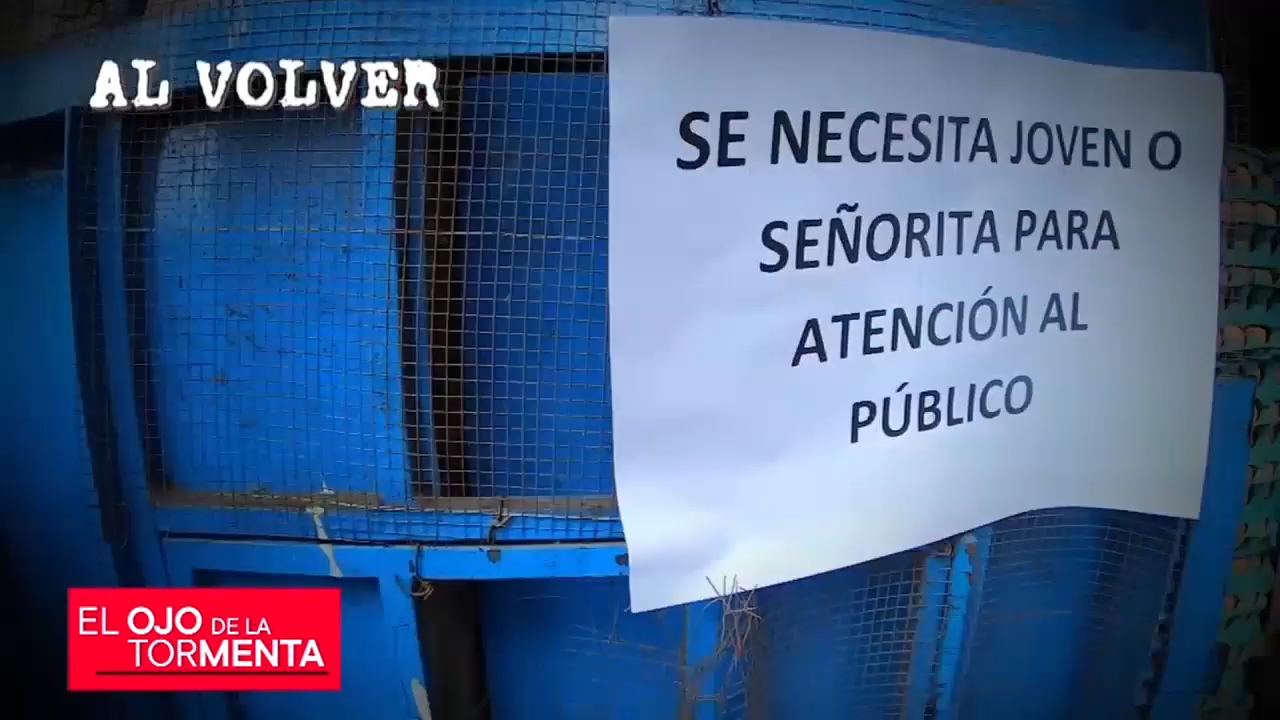 AL VOLVER
SE NECESITA JOVEN O
SEÑORITA PARA
ATENCIÓN AL
PÚBLICO
EL OJO DE LA
TORMENTA